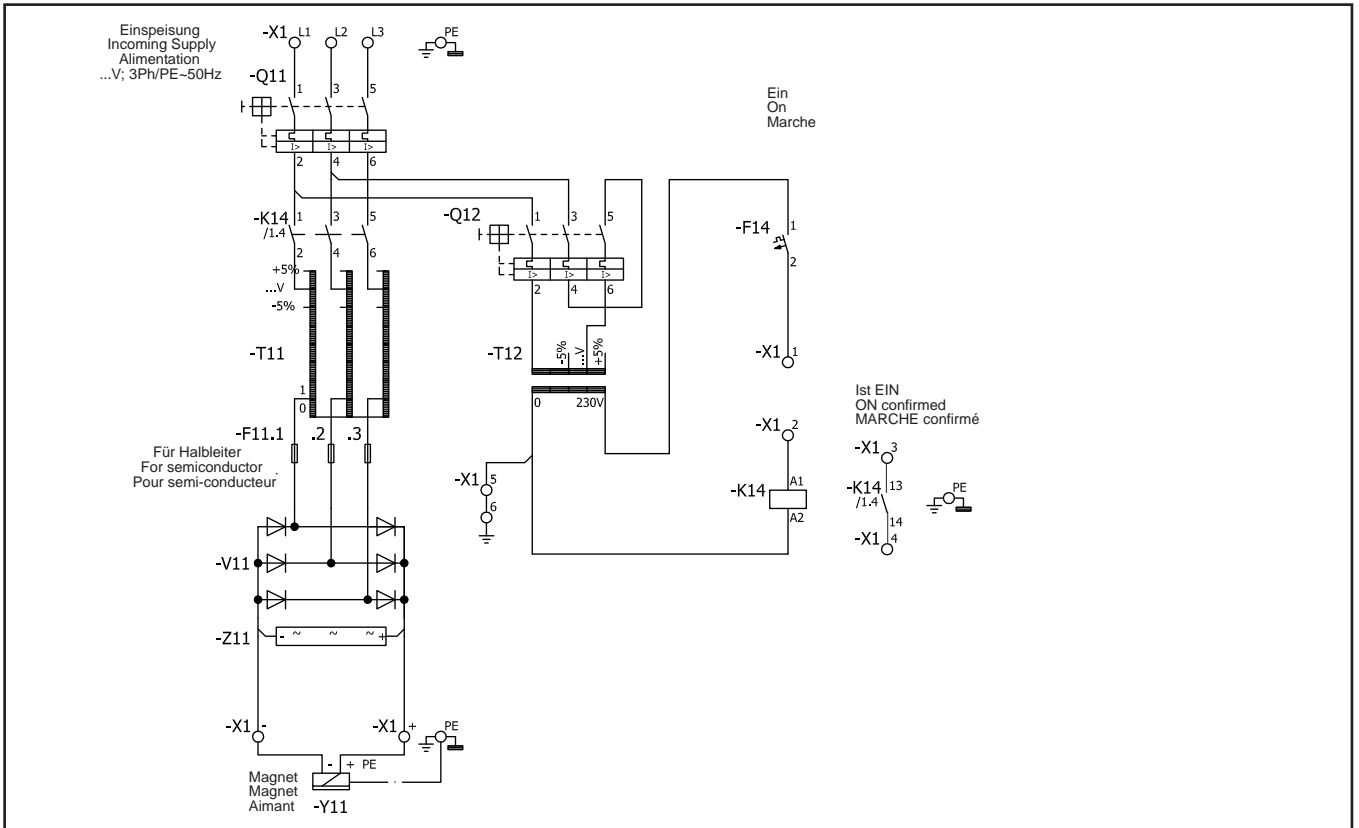 Einspeisung
Incoming Supply
Alimentation
...V; 3Ph/PE~50Hz
-X1 L1 L2 L3 PE
-Q11
1 3 5
I> I> I>
2 4 6
Ein
On
Marche
-K14
/1.4
1 3 5
2 4 6
-Q12
1 3 5
I> I> I>
2 4 6
-F14
1
2
+5%
...V
-5%
-T11
1
0
-T12
-5% ...V +5%
0 230V
-X1 1
Ist EIN
ON confirmed
MARCHE confirmé
-F11.1 .2 .3
Für Halbleiter
For semiconductor
Pour semi-conducteur
-X1 5
6
-X1 2
-K14
A1
A2
-X1 3
-K14 13
/1.4
14
-X1 4
PE
-V11
-Z11
- ~ ~ ~ +
-X1 -
-X1 +
PE
- + PE
Magnet
Magnet
Aimant
-Y11